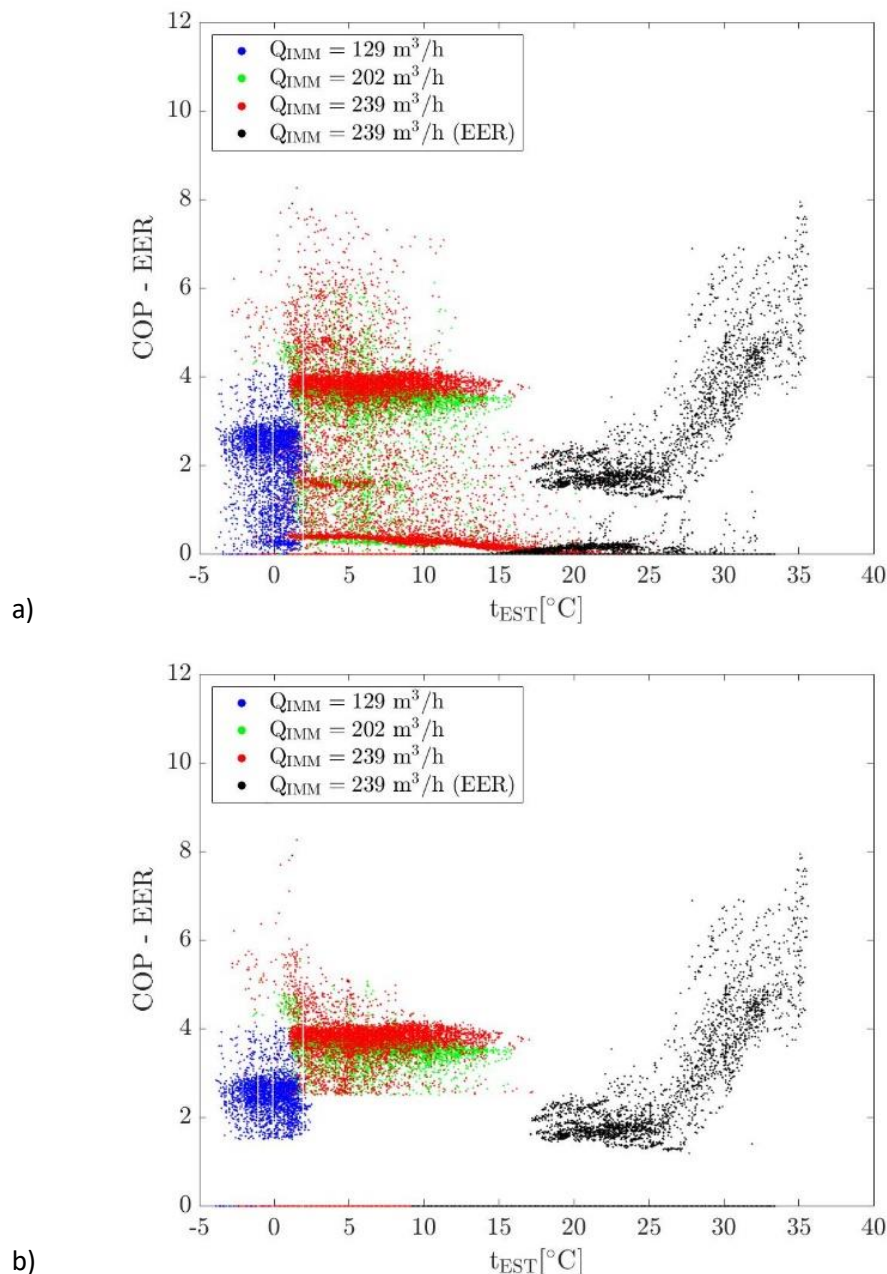 12
10
8
6
4
2
0
COP - EER
Q_IMM = 129 m³/h
Q_IMM = 202 m³/h
Q_IMM = 239 m³/h
Q_IMM = 239 m³/h (EER)
-5 0 5 10 15 20 25 30 35 40
t_EST[°C]
a)
12
10
8
6
4
2
0
COP - EER
Q_IMM = 129 m³/h
Q_IMM = 202 m³/h
Q_IMM = 239 m³/h
Q_IMM = 239 m³/h (EER)
-5 0 5 10 15 20 25 30 35 40
t_EST[°C]
b)